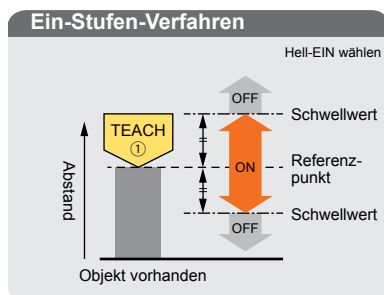 Ein-Stufen-Verfahren
Hell-EIN wählen
OFF
Schwellwert
TEACH
①
ON
Referenz-
punkt
Abstand
Schwellwert
OFF
Objekt vorhanden